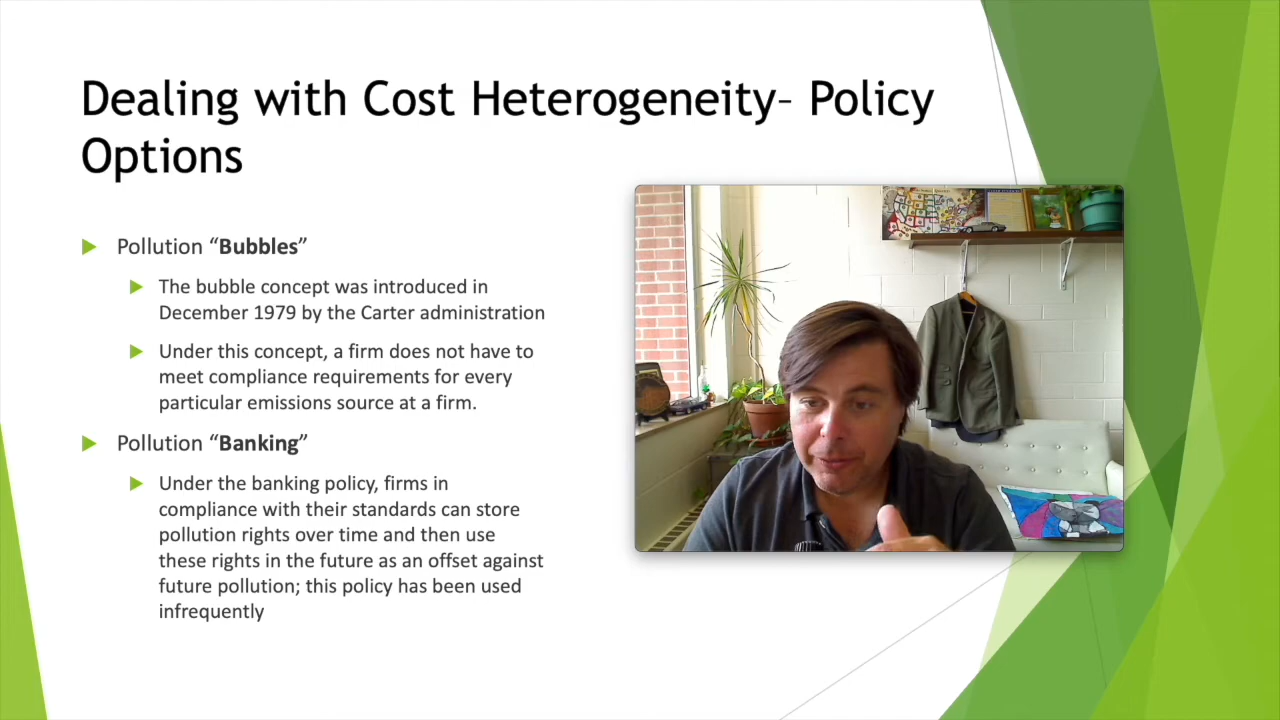 Dealing with Cost Heterogeneity– Policy
Options
Pollution “Bubbles”
The bubble concept was introduced in
December 1979 by the Carter administration
Under this concept, a firm does not have to
meet compliance requirements for every
particular emissions source at a firm.
Pollution “Banking”
Under the banking policy, firms in
compliance with their standards can store
pollution rights over time and then use
these rights in the future as an offset against
future pollution; this policy has been used
infrequently